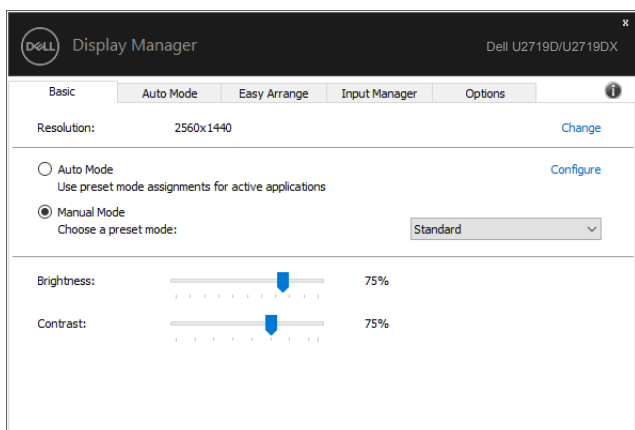 x
DELL Display Manager Dell U2719D/U2719DX
Basic Auto Mode Easy Arrange Input Manager Options i
Resolution: 2560x1440 Change
Auto Mode Configure
Use preset mode assignments for active applications
Manual Mode
Choose a preset mode: Standard
Brightness: 75%
Contrast: 75%